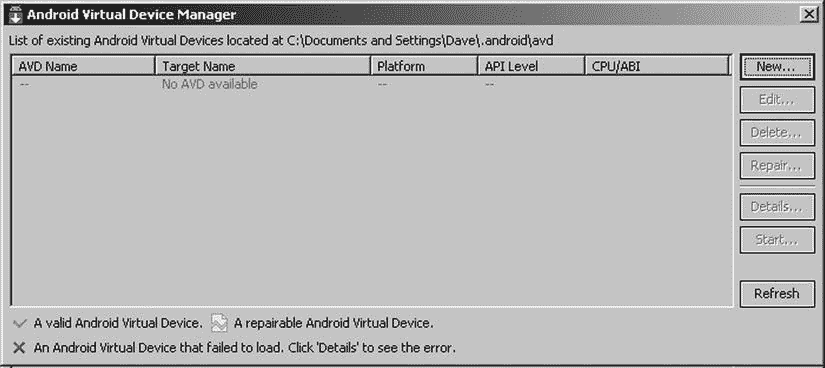 Android Virtual Device Manager
List of existing Android Virtual Devices located at C:\Documents and Settings\Dave\.android\avd
AVD Name Target Name Platform API Level CPU/ABI
-- No AVD available -- --
New...
Edit...
Delete...
Repair...
Details...
Start...
Refresh
A valid Android Virtual Device. A repairable Android Virtual Device.
An Android Virtual Device that failed to load. Click 'Details' to see the error.